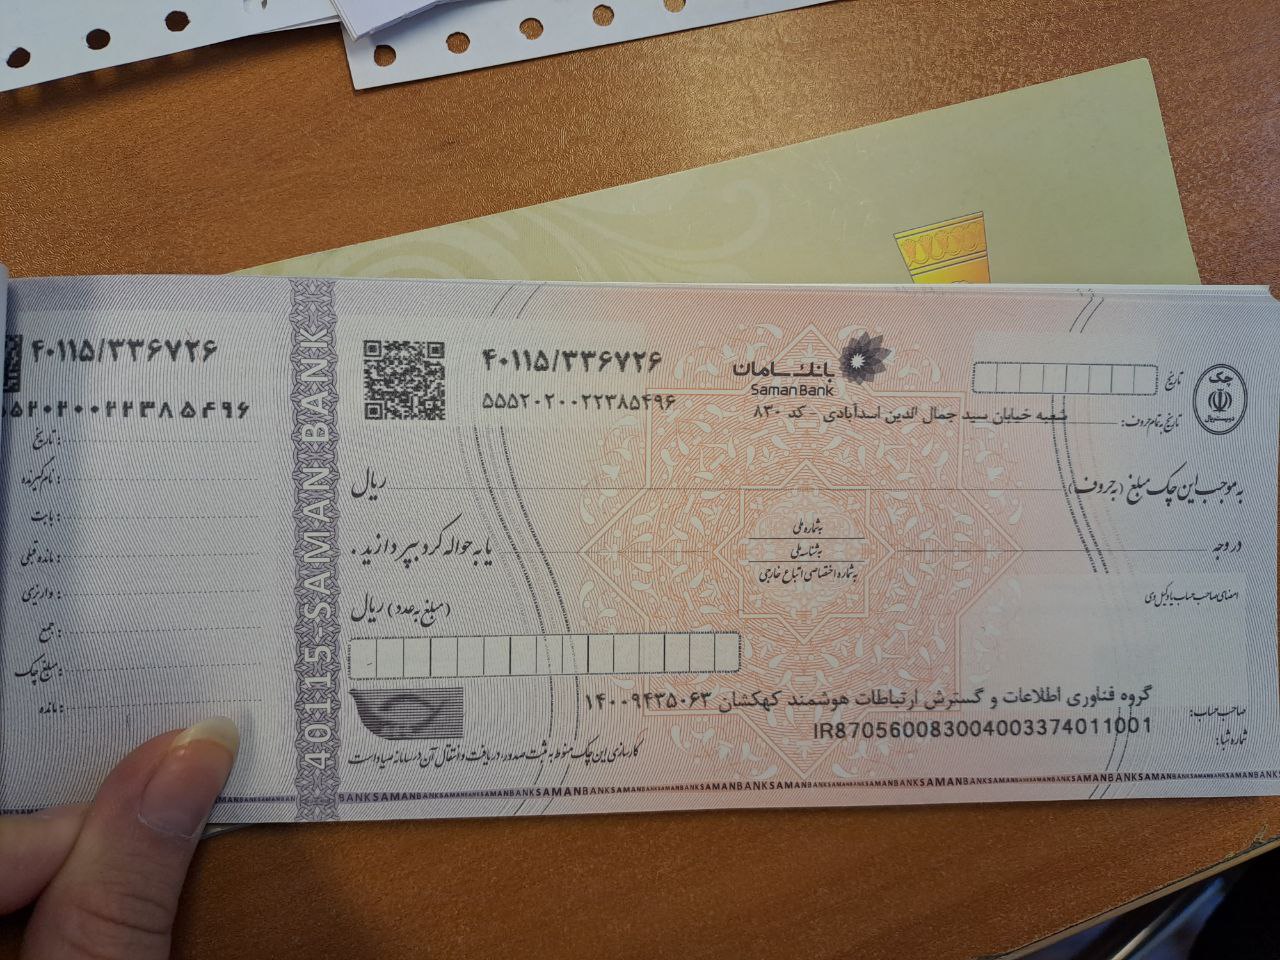 ۴۰۱۱۵/۳۳۶۷۲۶
۵۵۲۰۲۰۰۲۲۳۸۵۴۹۶
تاریخ:
نام گیرنده:
بابت:
مانده قبلی:
واریزی:
جمع:
مبلغ چک:
مانده:
40115-SAMAN BANK
۴۰۱۱۵/۳۳۶۷۲۶
۵۵۵۲۰۲۰۰۲۲۳۸۵۴۹۶
بانک سامان
Saman Bank
شعبه خیابان سید جمال الدین اسدآبادی - کد ۸۳۰
تاریخ
چک
تاریخ به تمام حروف:
به موجب این چک مبلغ (به حروف)
ریال
به شماره ملی
به شناسه ملی
به شماره اختصاصی اتباع خارجی
در وجه
یا به حواله کرد بپردازید.
امضای صاحب حساب یا وکیل وی
(مبلغ به عدد) ریال
گروه فناوری اطلاعات و گسترش ارتباطات هوشمند کهکشان ۱۴۰۰۹۴۳۵۰۶۳
صاحب حساب:
IR870560083004003374011001
شماره شبا:
کارسازی این چک منوط به ثبت صدور، دریافت و انتقال آن در سامانه صیاد است
BANKSAMANBANKSAMANBANKSAMANBANKSAMANBANKSAMANBANKSAMANBANKSAMAN